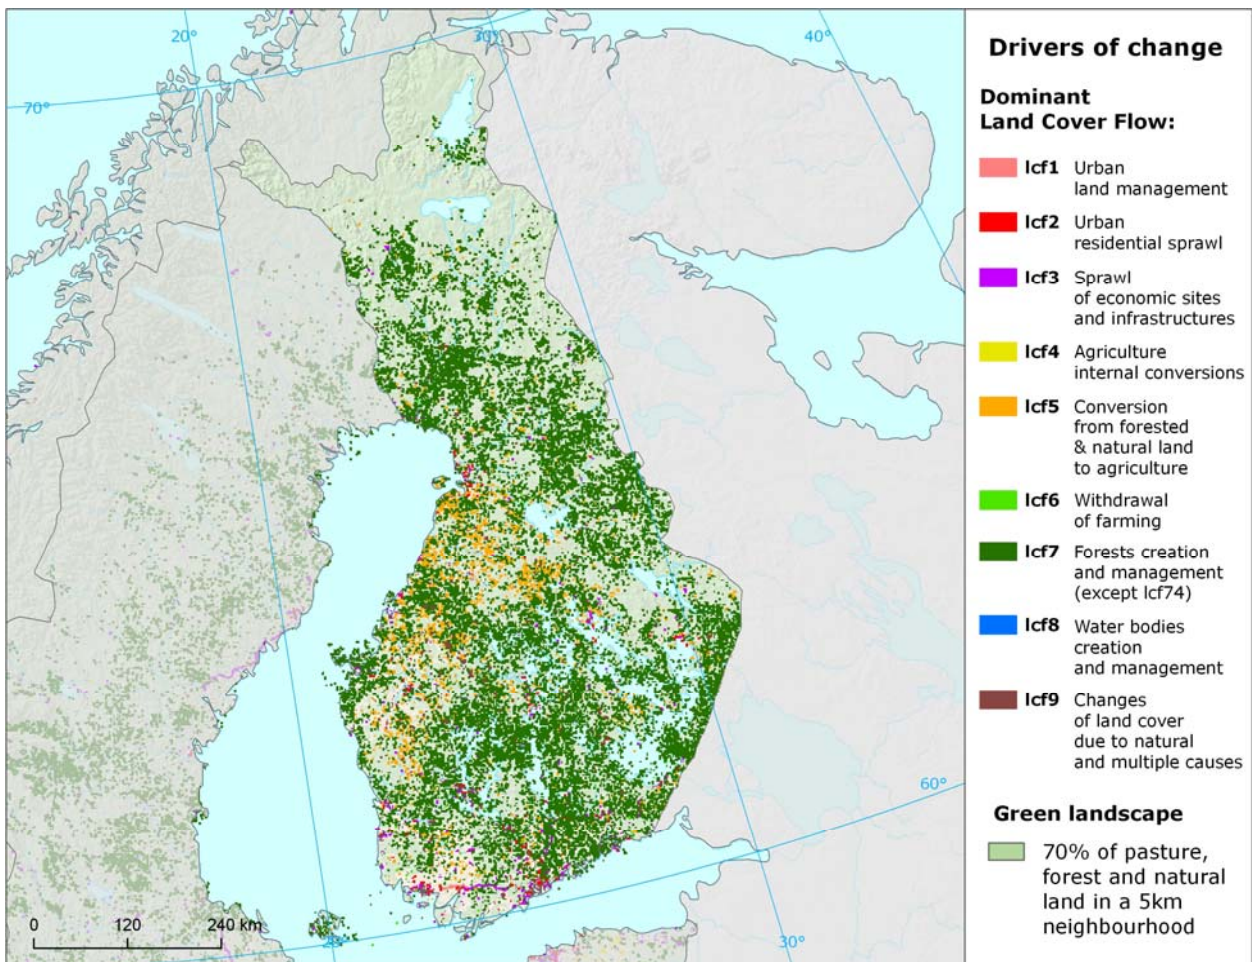 20°
30°
40°
70°
60°
20°
30°
0 120 240 km
Drivers of change
Dominant
Land Cover Flow:
lcf1 Urban
land management
lcf2 Urban
residential sprawl
lcf3 Sprawl
of economic sites
and infrastructures
lcf4 Agriculture
internal conversions
lcf5 Conversion
from forested
& natural land
to agriculture
lcf6 Withdrawal
of farming
lcf7 Forests creation
and management
(except lcf74)
lcf8 Water bodies
creation
and management
lcf9 Changes
of land cover
due to natural
and multiple causes
Green landscape
70% of pasture,
forest and natural
land in a 5km
neighbourhood